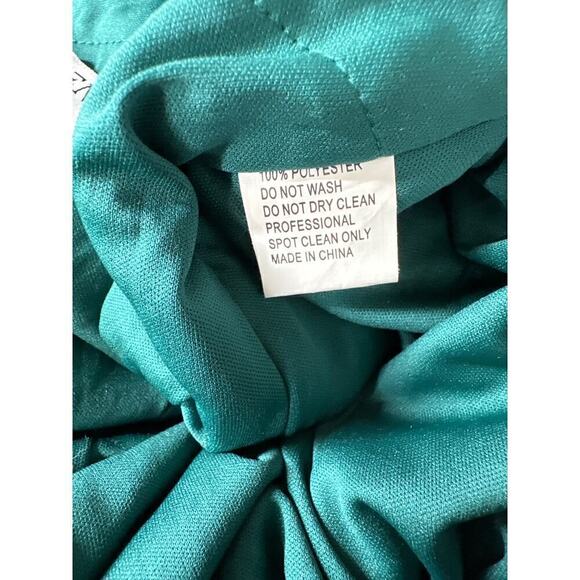 100% POLYESTER
DO NOT WASH
DO NOT DRY CLEAN
PROFESSIONAL
SPOT CLEAN ONLY
MADE IN CHINA